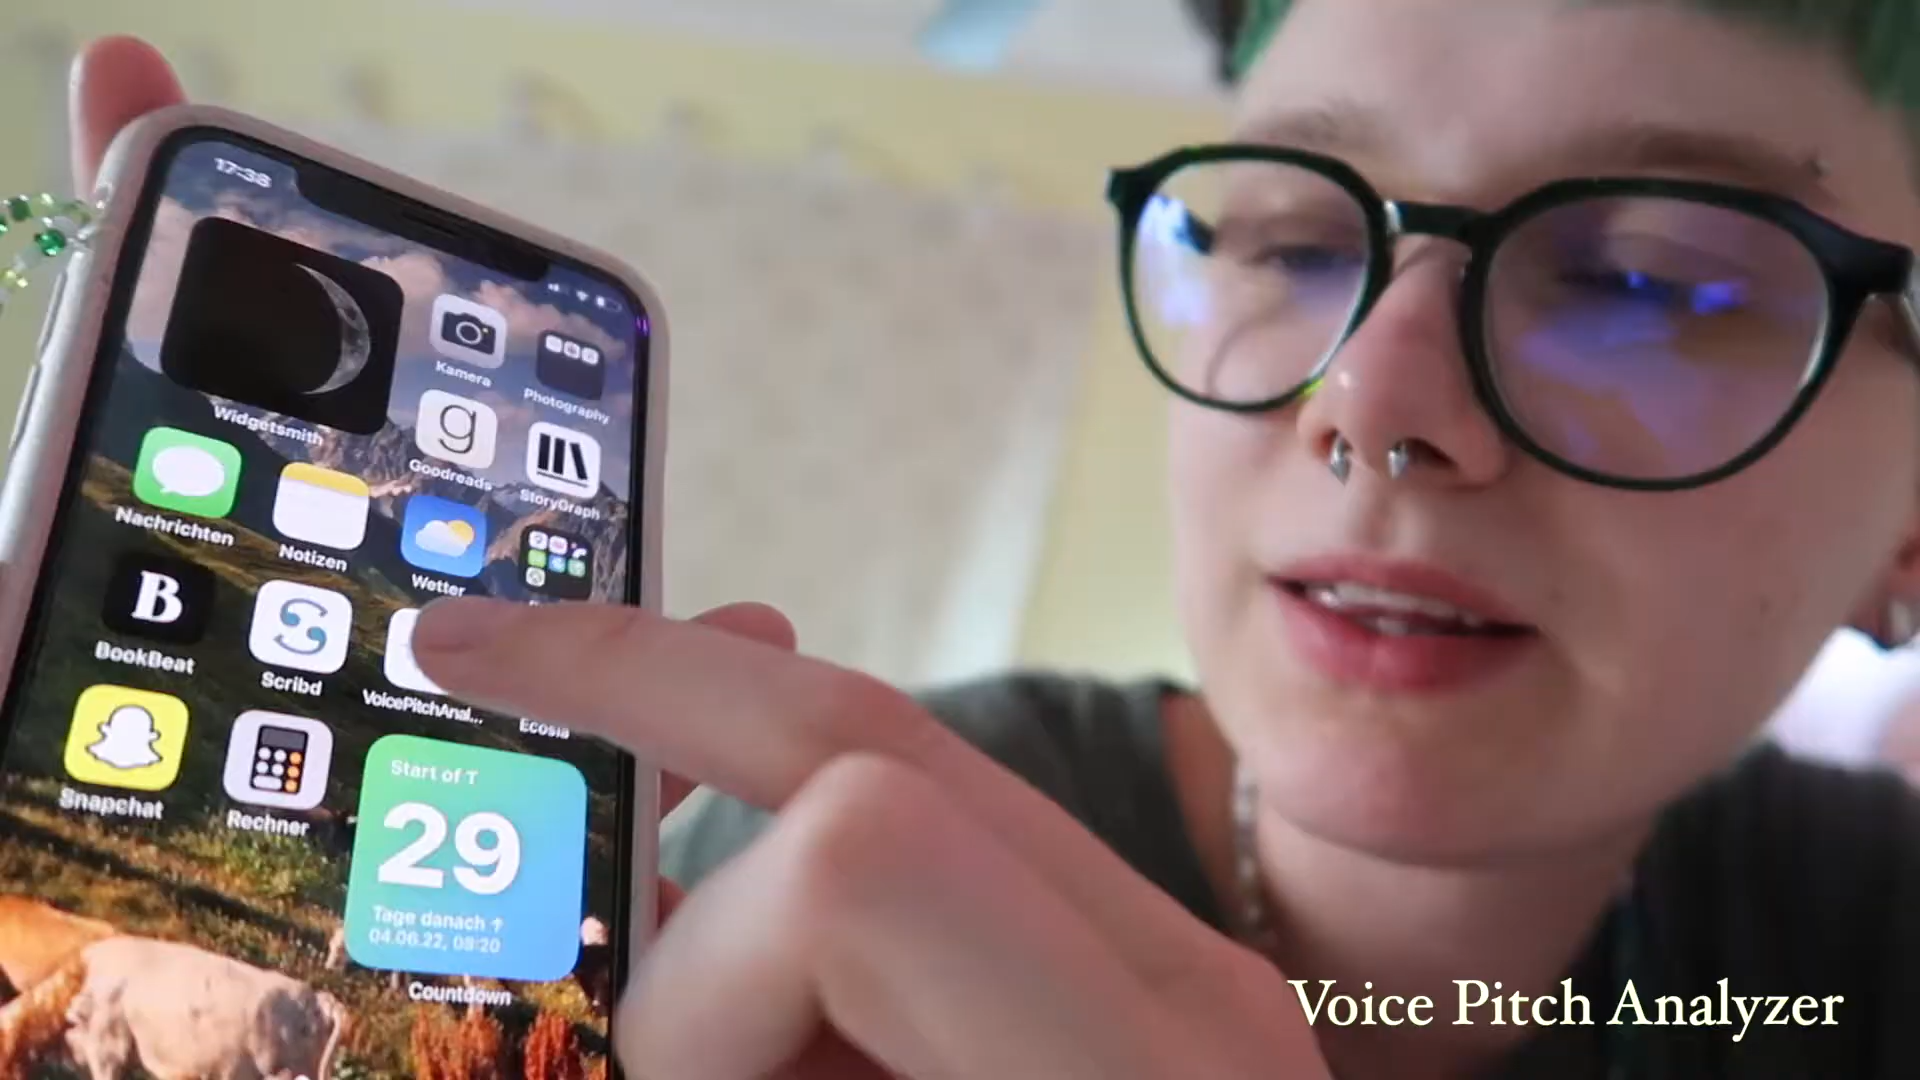 17:38
Kamera
Photography
Widgetsmith
g
Goodreads
StoryGraph
Nachrichten
Notizen
Wetter
B
BookBeat
Scribd
VoicePitchAnal...
Ecosia
Start of T
29
Tage danach ↑
04.06.22, 08:20
Snapchat
Rechner
Countdown
Voice Pitch Analyzer